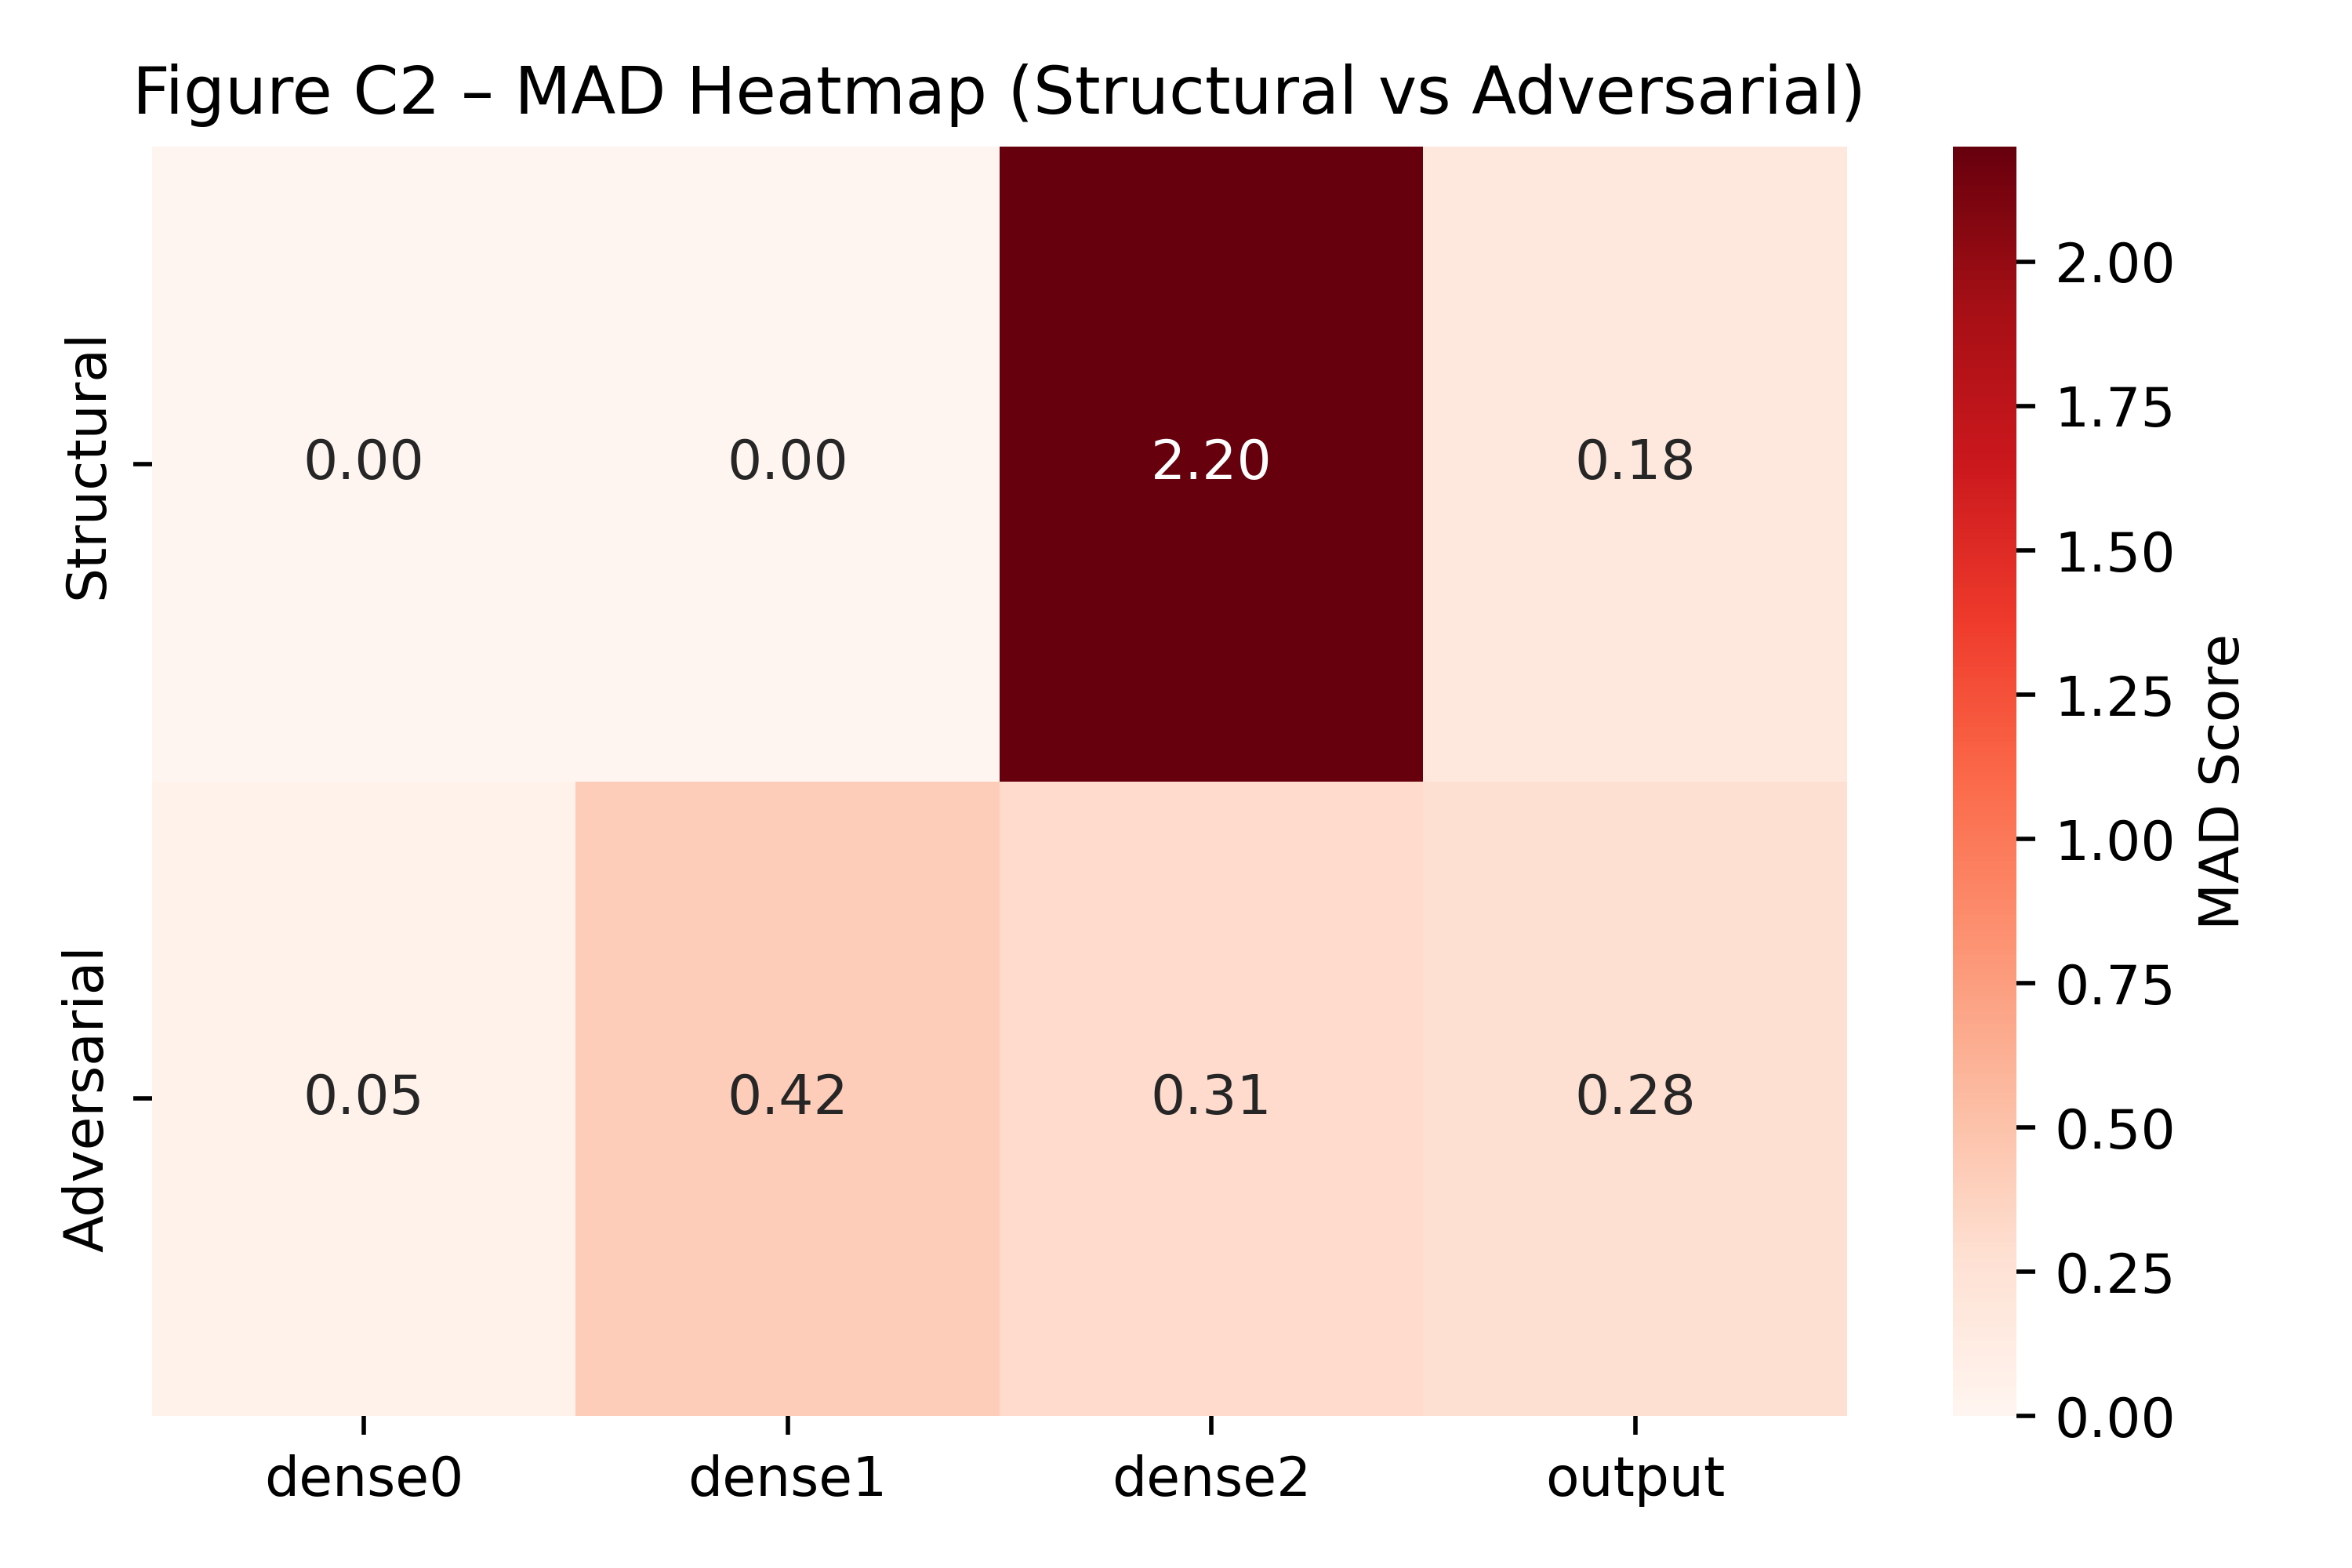 Figure C2 – MAD Heatmap (Structural vs Adversarial)
Structural
0.00 0.00 2.20 0.18
Adversarial
0.05 0.42 0.31 0.28
dense0 dense1 dense2 output
2.00
1.75
1.50
1.25
1.00
0.75
0.50
0.25
0.00
MAD Score